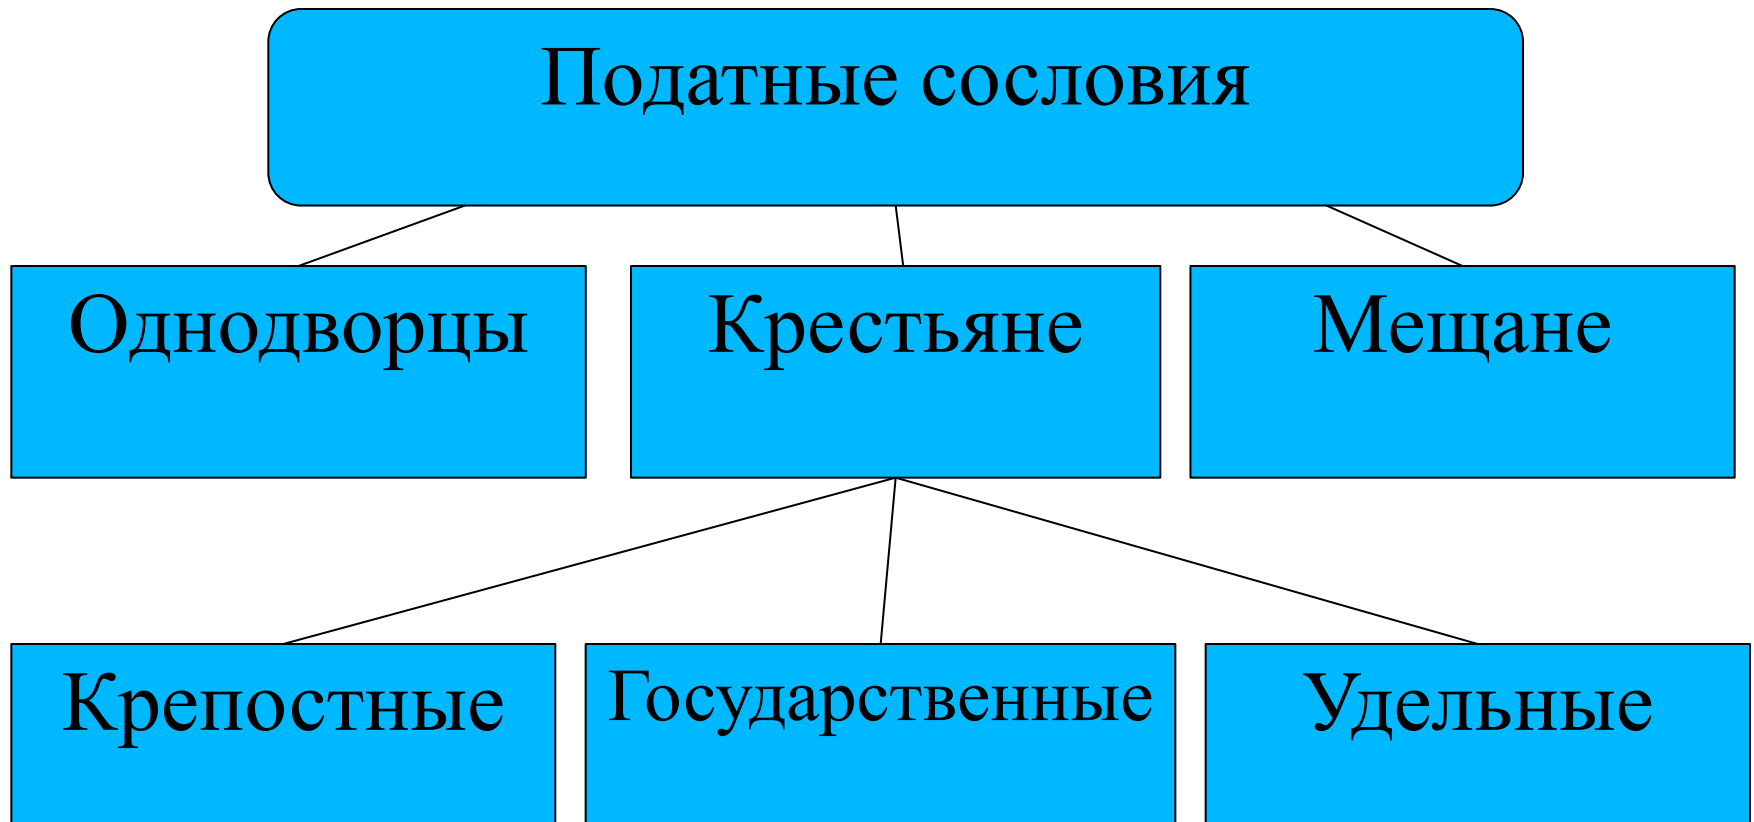 Податные сословия
Однодворцы
Крестьяне
Мещане
Крепостные
Государственные
Удельные